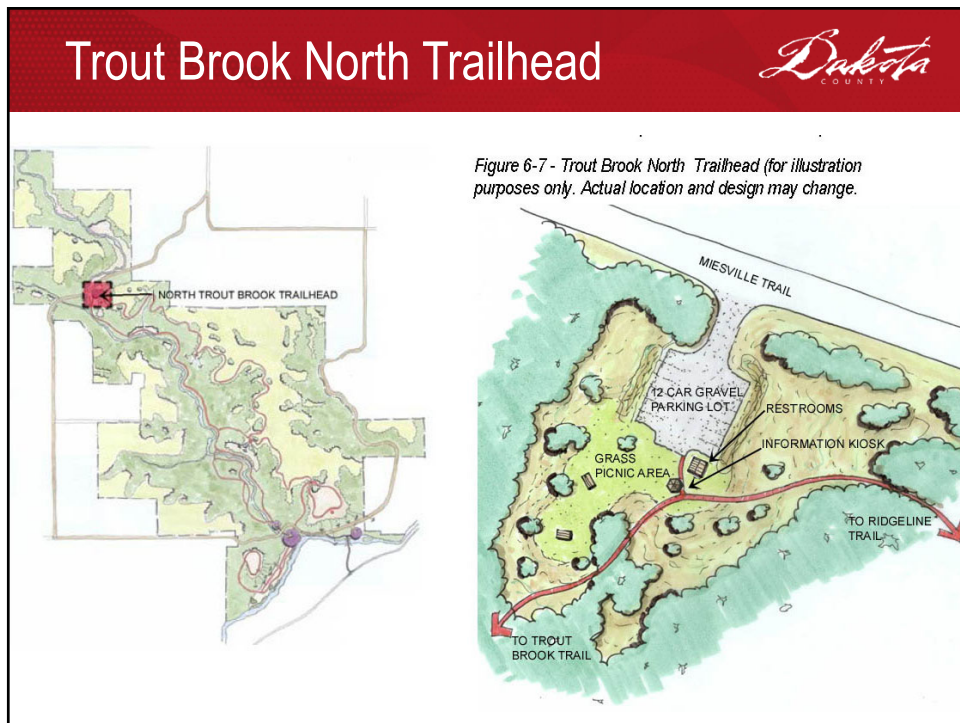 Trout Brook North Trailhead
Dakota
COUNTY
Figure 6-7 - Trout Brook North Trailhead (for illustration
purposes only. Actual location and design may change.
NORTH TROUT BROOK TRAILHEAD
MIESVILLE TRAIL
12 CAR GRAVEL
PARKING LOT
RESTROOMS
INFORMATION KIOSK
GRASS
PICNIC AREA
TO RIDGELINE
TRAIL
TO TROUT
BROOK TRAIL